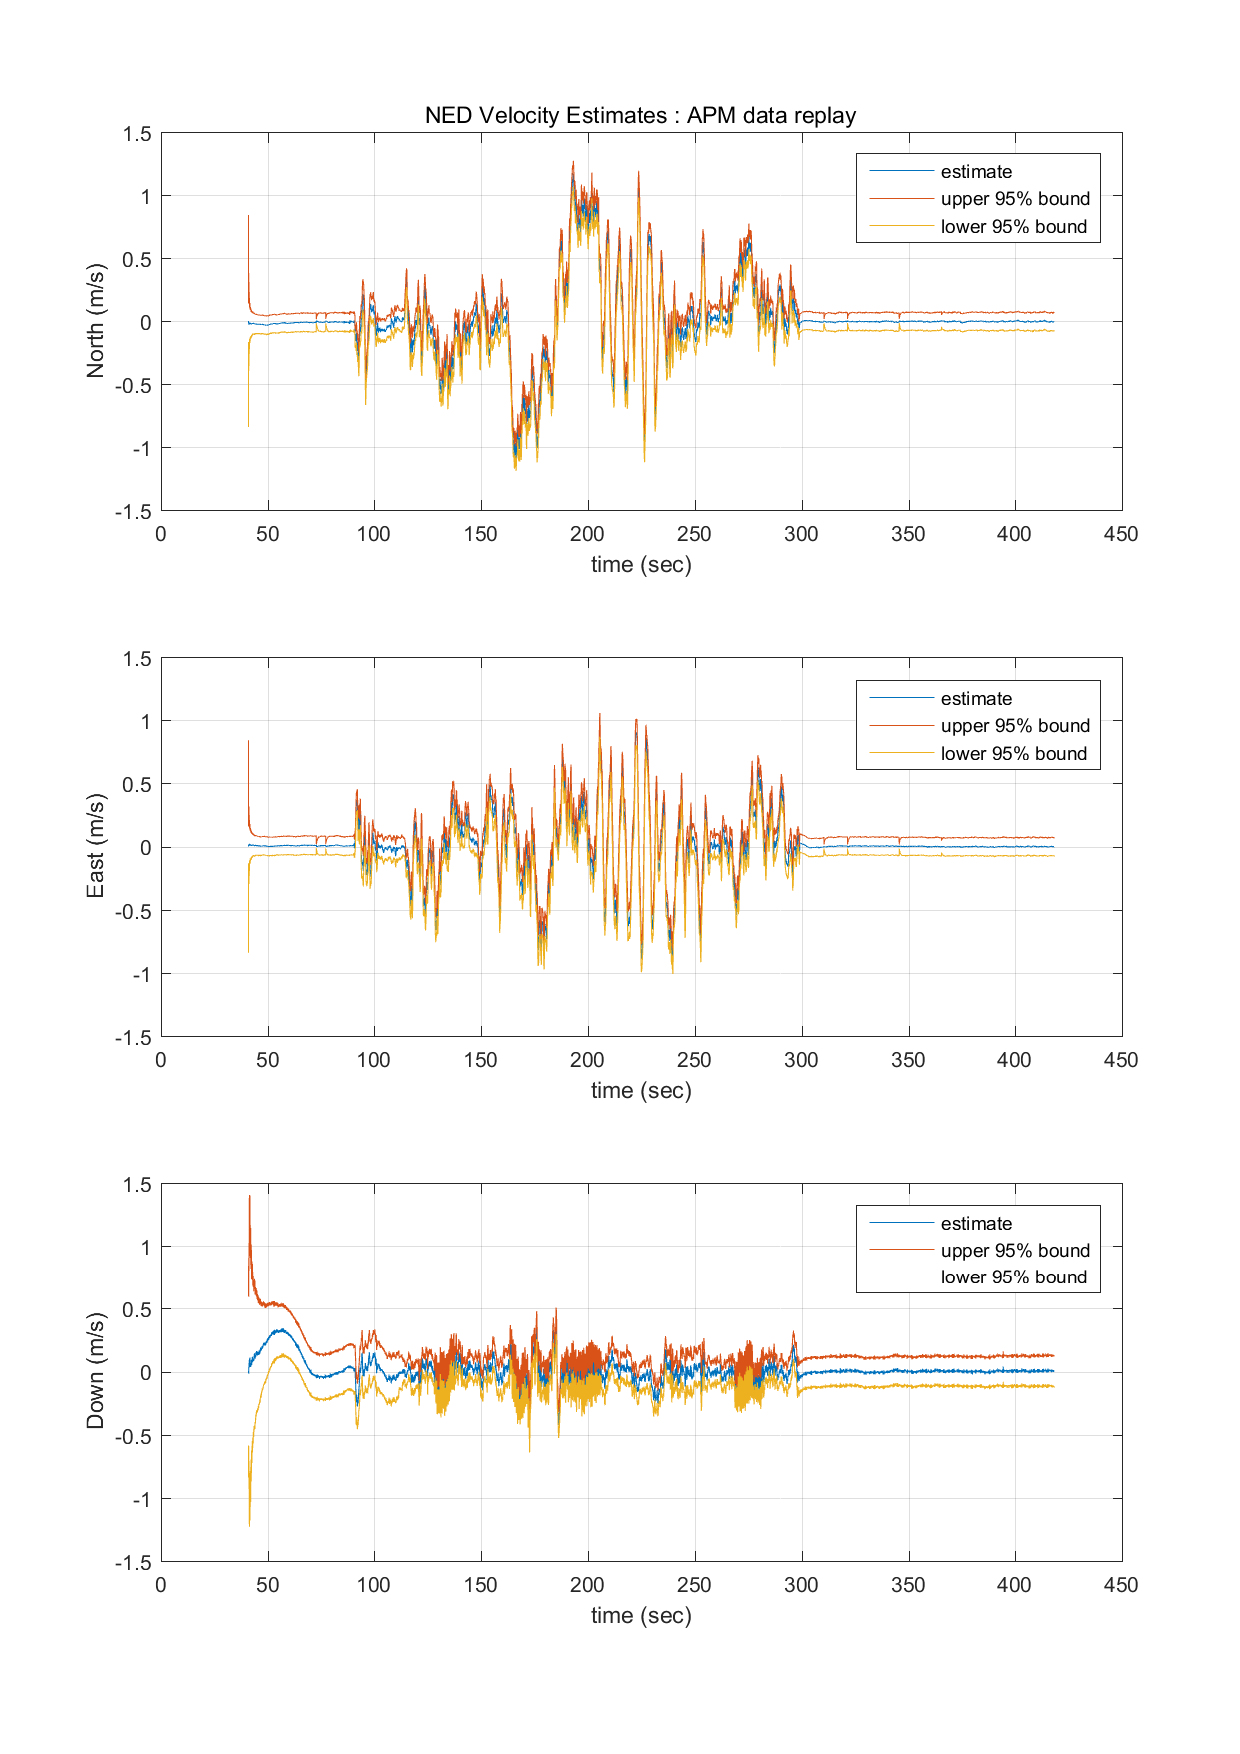 NED Velocity Estimates : APM data replay
1.5
1
0.5
0
-0.5
-1
-1.5
North (m/s)
estimate
upper 95% bound
lower 95% bound
0 50 100 150 200 250 300 350 400 450
time (sec)
1.5
1
0.5
0
-0.5
-1
-1.5
East (m/s)
estimate
upper 95% bound
lower 95% bound
0 50 100 150 200 250 300 350 400 450
time (sec)
1.5
1
0.5
0
-0.5
-1
-1.5
Down (m/s)
estimate
upper 95% bound
lower 95% bound
0 50 100 150 200 250 300 350 400 450
time (sec)